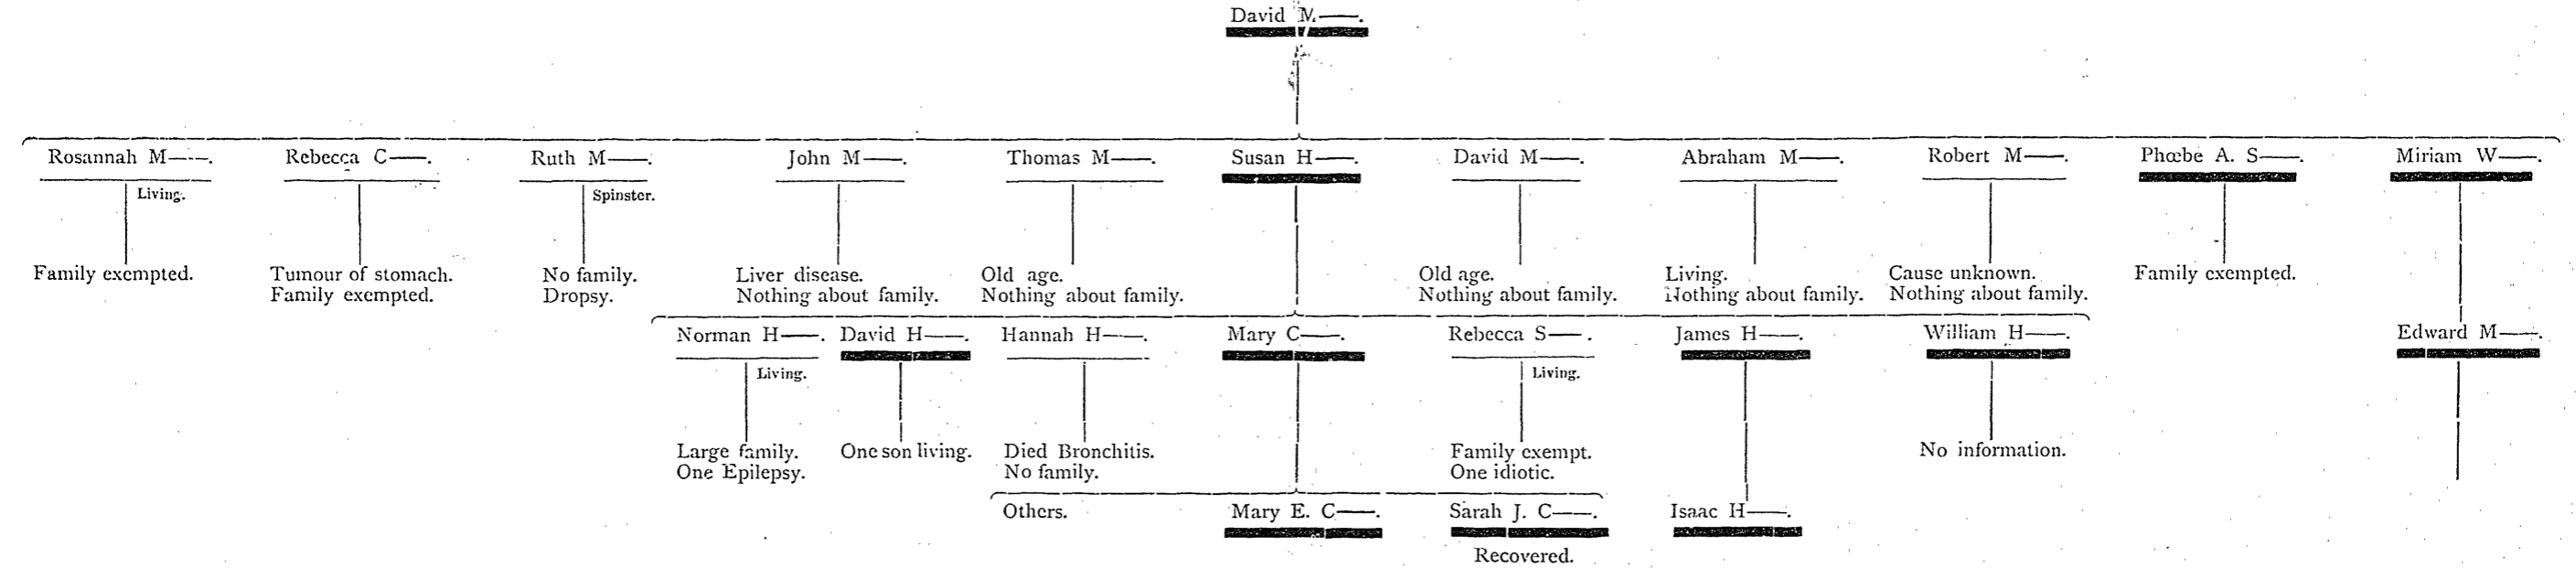 David M——.
Rosannah M——. Rebecca C——. Ruth M——. John M——. Thomas M——. Susan H——. David M——. Abraham M——. Robert M——. Phœbe A. S——. Miriam W——.
Living. Spinster.
Family exempted. Tumour of stomach. No family. Liver disease. Old age. Old age. Living. Cause unknown. Family exempted.
Family exempted. Dropsy. Nothing about family. Nothing about family. Nothing about family. Nothing about family. Nothing about family.
Norman H——. David H——. Hannah H——. Mary C——. Rebecca S——. James H——. William H——. Edward M——.
Living. Living.
Large family. One son living. Died Bronchitis. Family exempt. No information.
One Epilepsy. No family. One idiotic.
Others. Mary E. C——. Sarah J. C——. Isaac H——.
Recovered.